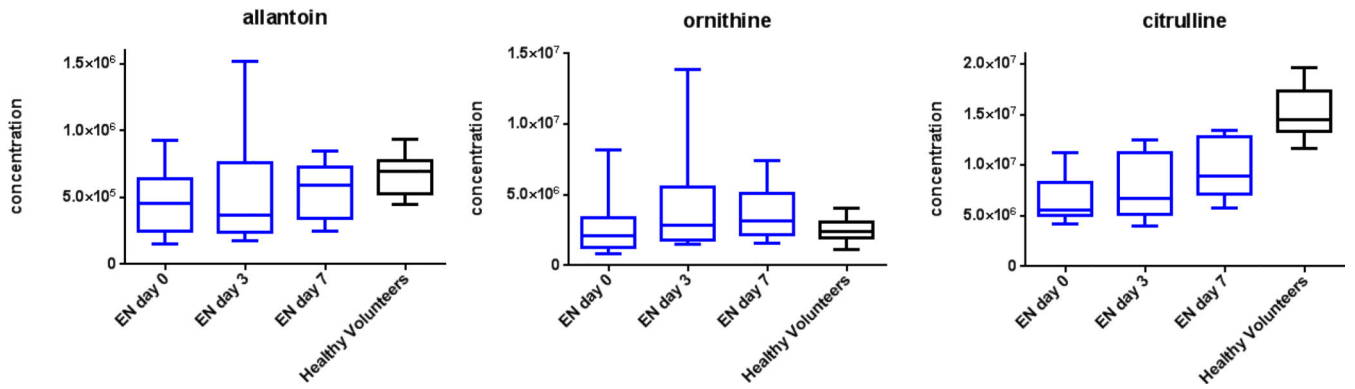 allantoin
concentration
1.5×10⁶
1.0×10⁶
5.0×10⁵
0
EN day 0
EN day 3
EN day 7
Healthy Volunteers
ornithine
concentration
1.5×10⁷
1.0×10⁷
5.0×10⁶
0
EN day 0
EN day 3
EN day 7
Healthy Volunteers
citrulline
concentration
2.0×10⁷
1.5×10⁷
1.0×10⁷
5.0×10⁶
0
EN day 0
EN day 3
EN day 7
Healthy Volunteers